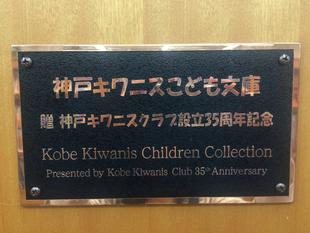 神戸キワニスこども文庫
贈 神戸キワニスクラブ設立35周年記念
Kobe Kiwanis Children Collection
Presented by Kobe Kiwanis Club 35th Anniversary